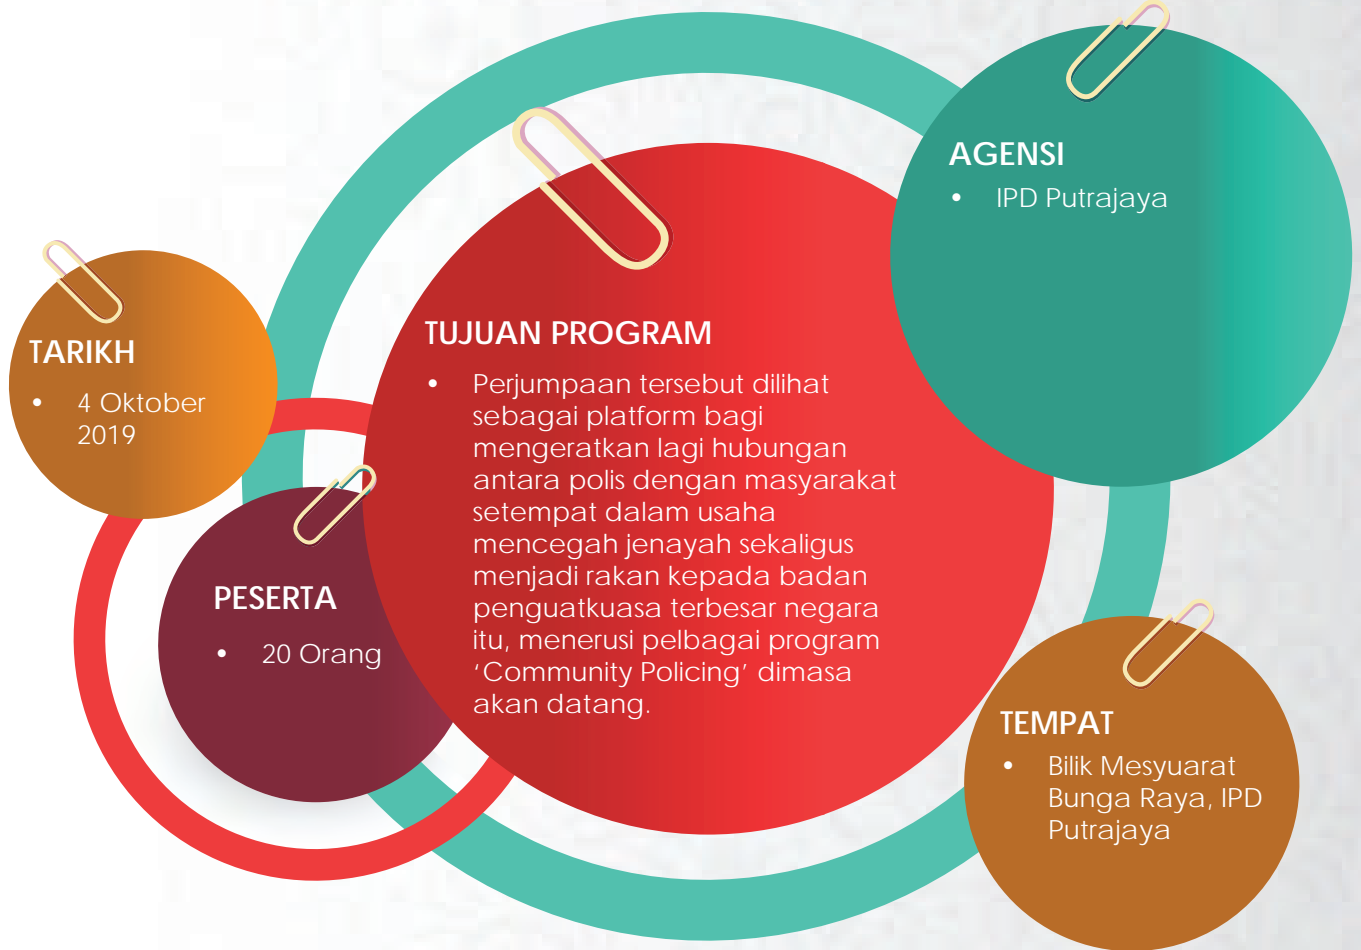 AGENSI
• IPD Putrajaya
TARIKH
• 4 Oktober
2019
TUJUAN PROGRAM
• Perjumpaan tersebut dilihat
sebagai platform bagi
mengeratkan lagi hubungan
antara polis dengan masyarakat
setempat dalam usaha
mencegah jenayah sekaligus
menjadi rakan kepada badan
penguatkuasa terbesar negara
itu, menerusi pelbagai program
‘Community Policing’ dimasa
akan datang.
PESERTA
• 20 Orang
TEMPAT
• Bilik Mesyuarat
Bunga Raya, IPD
Putrajaya